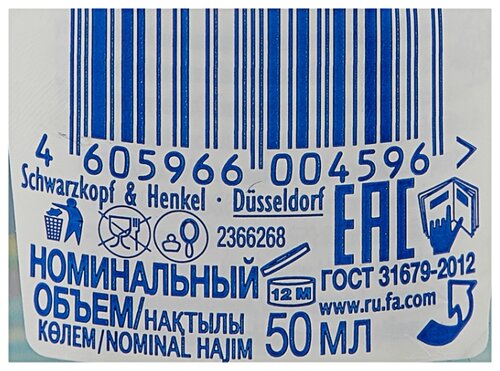 4 605966 004596 >
Schwarzkopf & Henkel · Düsseldorf
2366268
EAC
НОМИНАЛЬНЫЙ
ОБЪЕМ/НАҚТЫЛЫ
КӨЛЕМ/NOMINAL HAJIM
50 МЛ
12 M
ГОСТ 31679-2012
www.ru.fa.com